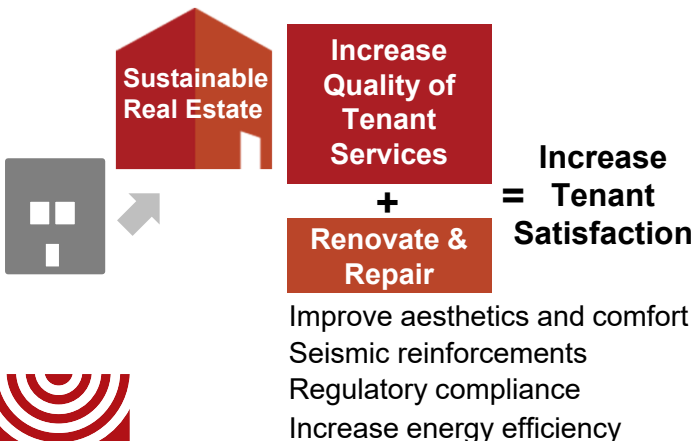 Sustainable
Real Estate
Increase
Quality of
Tenant
Services
+
Renovate &
Repair
= Increase
Tenant
Satisfaction
Improve aesthetics and comfort
Seismic reinforcements
Regulatory compliance
Increase energy efficiency